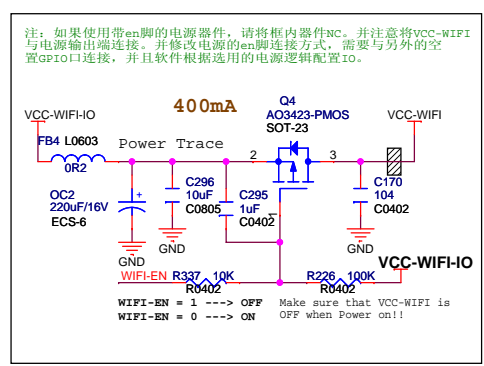 注：如果使用带en脚的电源器件，请将框内器件NC。并注意将VCC-WIFI
与电源输出端连接。并修改电源的en脚连接方式，需要与另外的空
置GPIO口连接，并且软件根据选用的电源逻辑配置IO。
400mA
Q4
AO3423-PMOS
SOT-23
VCC-WIFI-IO
VCC-WIFI
FB4 L0603
Power Trace
0R2
2
3
1
OC2
220uF/16V
ECS-6
+
C296
10uF
C0805
C295
1uF
C0402
C170
104
C0402
GND
GND
GND
WIFI-EN
R337 10K
R0402
R226 100K
R0402
VCC-WIFI-IO
WIFI-EN = 1 ---> OFF
WIFI-EN = 0 ---> ON
Make sure that VCC-WIFI is
OFF when Power on!!